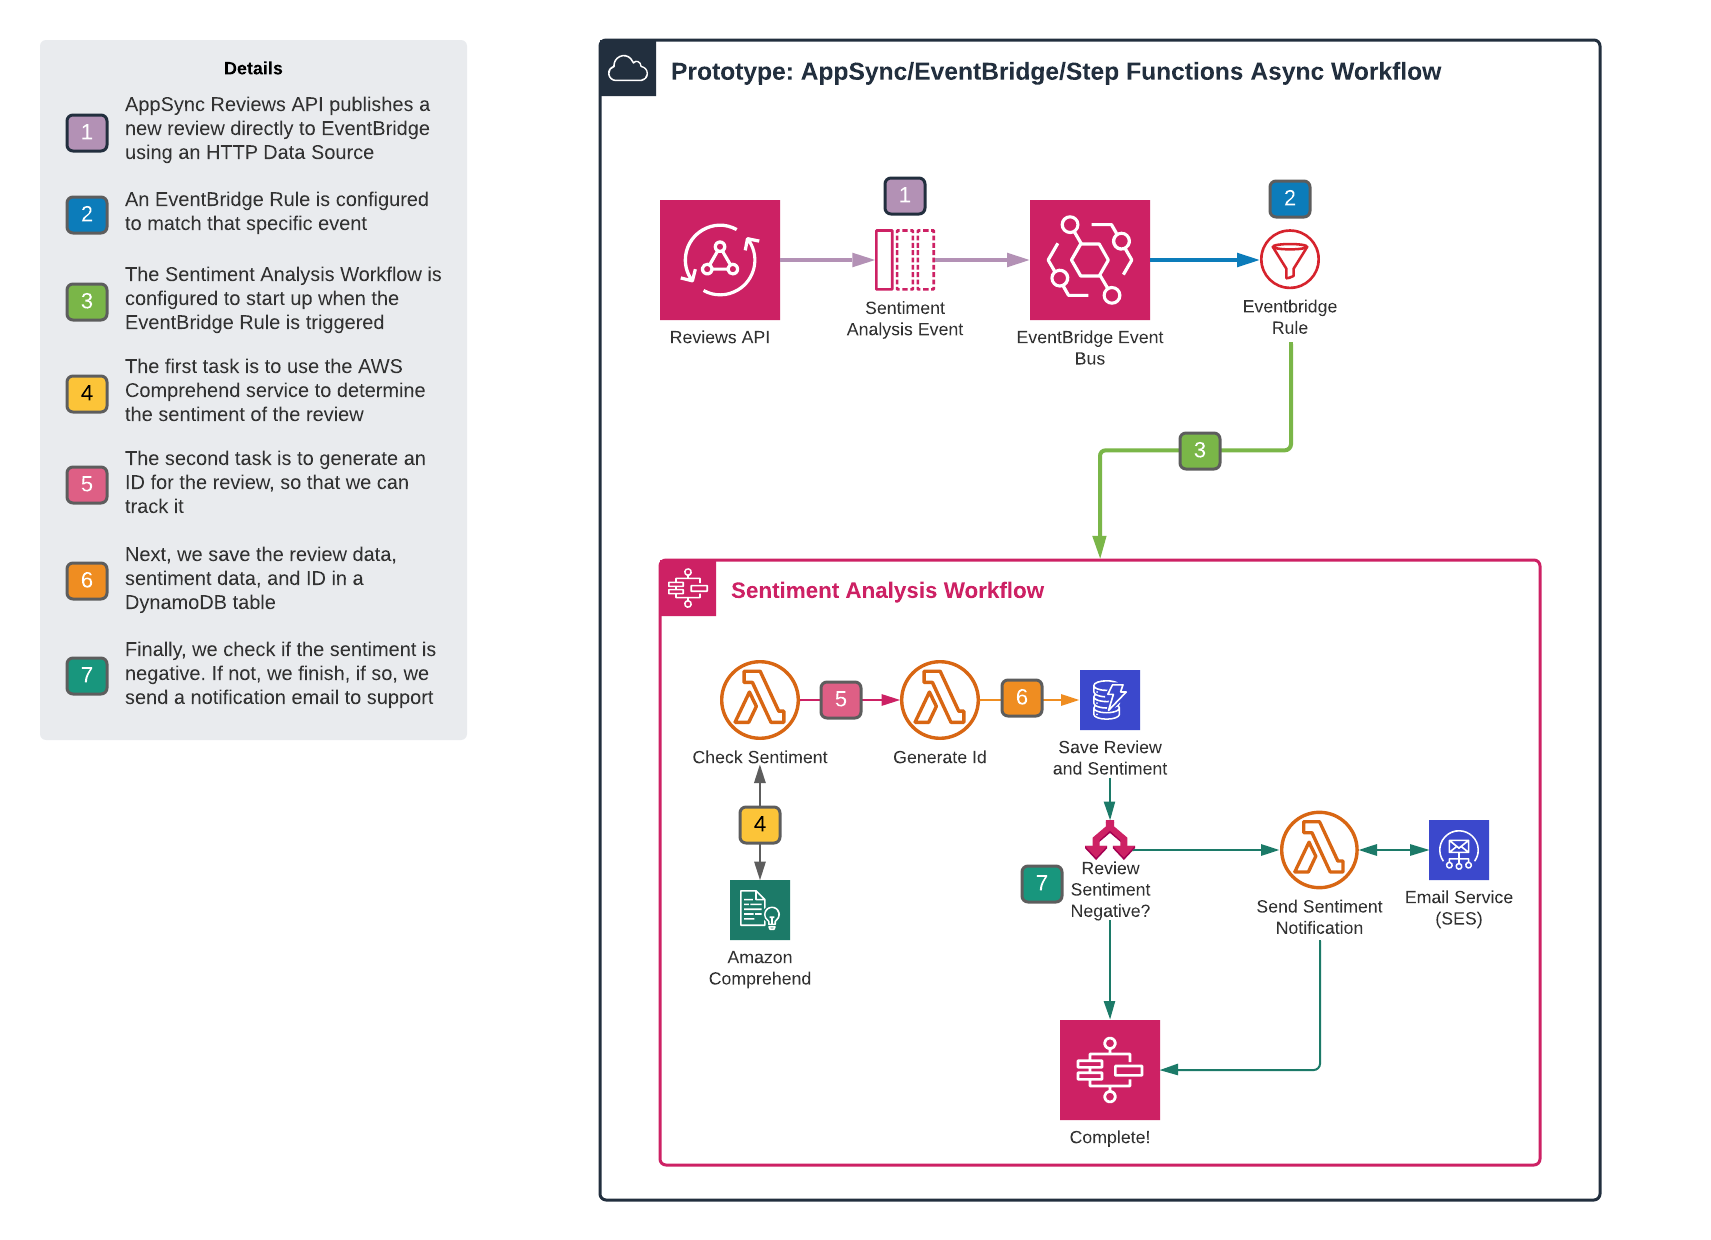 Details
1
AppSync Reviews API publishes a
new review directly to EventBridge
using an HTTP Data Source
2
An EventBridge Rule is configured
to match that specific event
3
The Sentiment Analysis Workflow is
configured to start up when the
EventBridge Rule is triggered
4
The first task is to use the AWS
Comprehend service to determine
the sentiment of the review
5
The second task is to generate an
ID for the review, so that we can
track it
6
Next, we save the review data,
sentiment data, and ID in a
DynamoDB table
7
Finally, we check if the sentiment is
negative. If not, we finish, if so, we
send a notification email to support
Prototype: AppSync/EventBridge/Step Functions Async Workflow
1
2
Reviews API
Sentiment
Analysis Event
EventBridge Event
Bus
Eventbridge
Rule
3
Sentiment Analysis Workflow
5
6
Check Sentiment
Generate Id
Save Review
and Sentiment
4
Amazon
Comprehend
7
Review
Sentiment
Negative?
Send Sentiment
Notification
Email Service
(SES)
Complete!